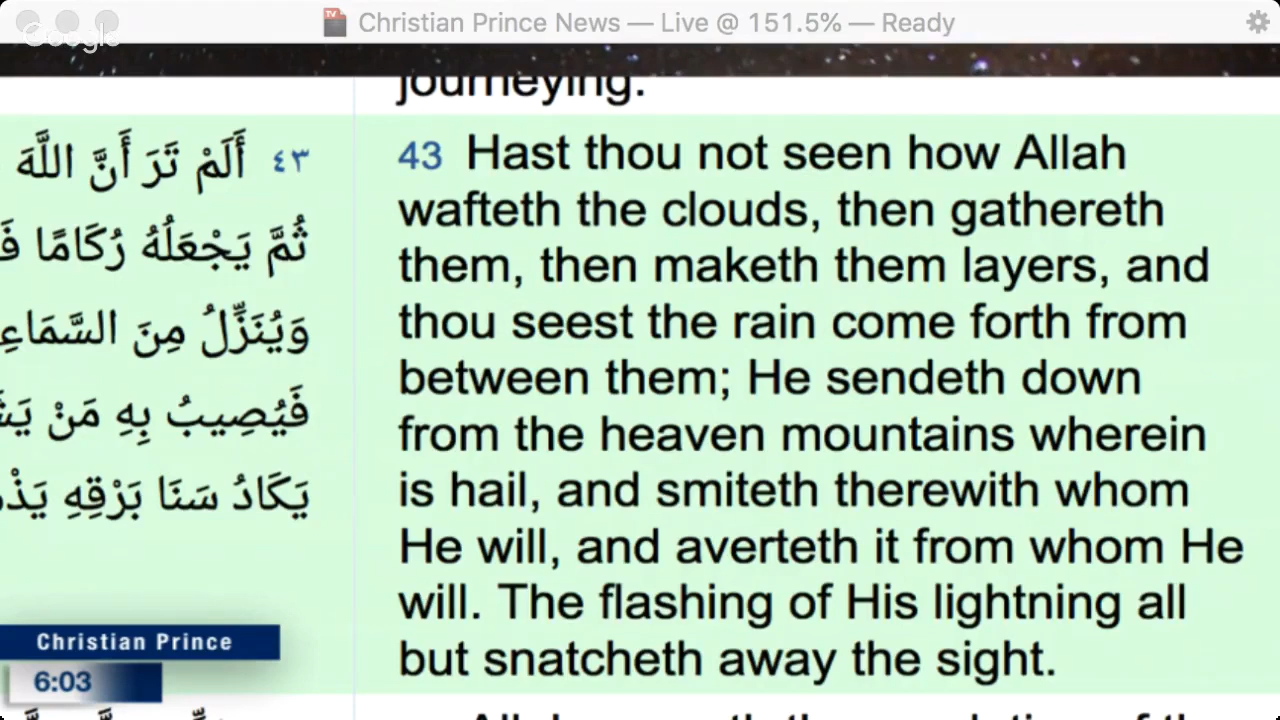 Google
Christian Prince News — Live @ 151.5% — Ready
journeying.
43 Hast thou not seen how Allah
wafteth the clouds, then gathereth
them, then maketh them layers, and
thou seest the rain come forth from
between them; He sendeth down
from the heaven mountains wherein
is hail, and smiteth therewith whom
He will, and averteth it from whom He
will. The flashing of His lightning all
but snatcheth away the sight.
٤٣ أَلَمْ تَرَ أَنَّ اللَّهَ
ثُمَّ يَجْعَلُهُ رُكَامًا
وَيُنَزِّلُ مِنَ السَّمَاءِ
فَيُصِيبُ بِهِ مَنْ
يَكَادُ سَنَا بَرْقِهِ
Christian Prince
6:03